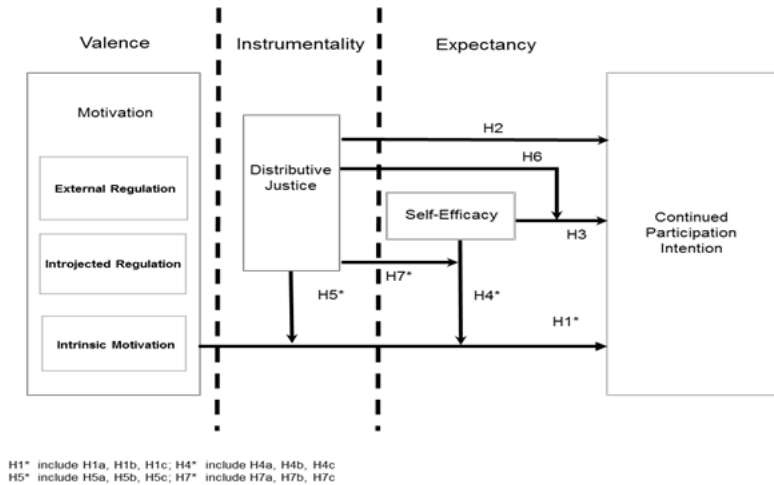 Valence
Instrumentality
Expectancy
Motivation
External Regulation
Introjected Regulation
Intrinsic Motivation
Distributive
Justice
Self-Efficacy
H2
H6
H3
H5*
H7*
H4*
H1*
Continued
Participation
Intention
H1* include H1a, H1b, H1c; H4* include H4a, H4b, H4c
H5* include H5a, H5b, H5c; H7* include H7a, H7b, H7c